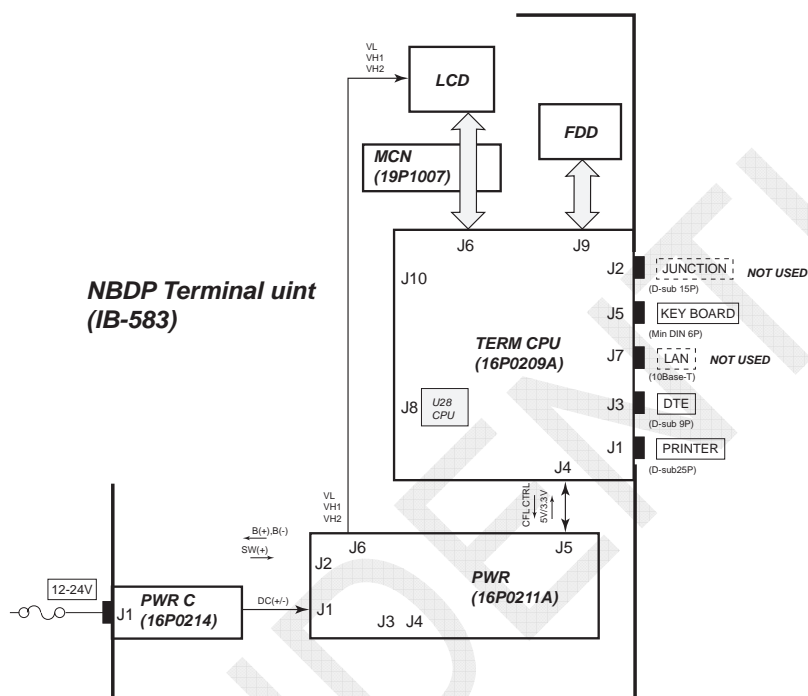 VL
VH1
VH2
LCD
FDD
MCN
(19P1007)
J6
J9
J10
J2
JUNCTION
NOT USED
(D-sub 15P)
NBDP Terminal uint
(IB-583)
J5
KEY BOARD
(Min DIN 6P)
TERM CPU
(16P0209A)
J7
LAN
NOT USED
(10Base-T)
J8
U28
CPU
J3
DTE
(D-sub 9P)
J1
PRINTER
(D-sub25P)
J4
VL
VH1
VH2
CFL CTRL
5V/3.3V
B(+),B(-)
SW(+)
J6
J5
J2
PWR
(16P0211A)
12-24V
J1
PWR C
(16P0214)
DC(+/-)
J1
J3
J4